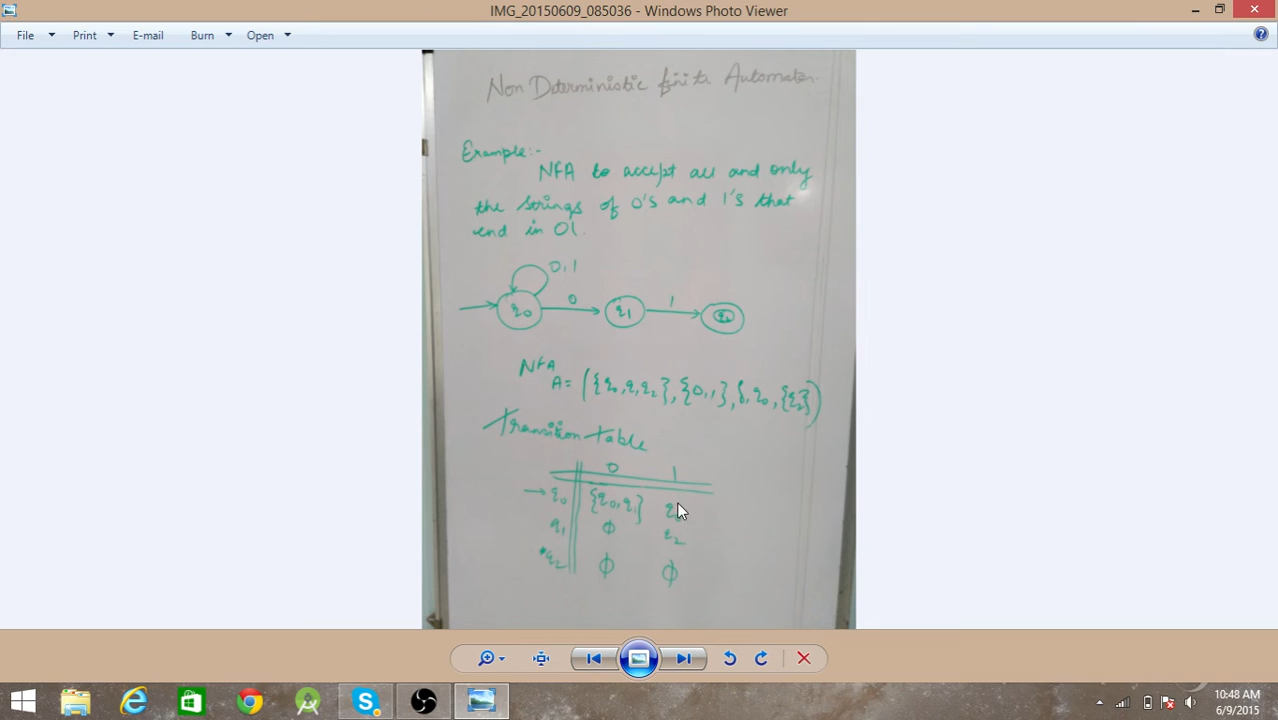 IMG_20150609_085036 - Windows Photo Viewer
File Print E-mail Burn Open
Non Deterministic finite Automaton.
Example:-
NFA to accept all and only
the strings of 0's and 1's that
end in 01.
0,1
q0 0 q1 1 q2
NFA
A = ({q0, q1, q2}, {0,1}, δ, q0, {q2})
Transition table
0 1
→ q0 {q0, q1} q0
q1 ϕ q2
*q2 ϕ ϕ
10:48 AM
6/9/2015